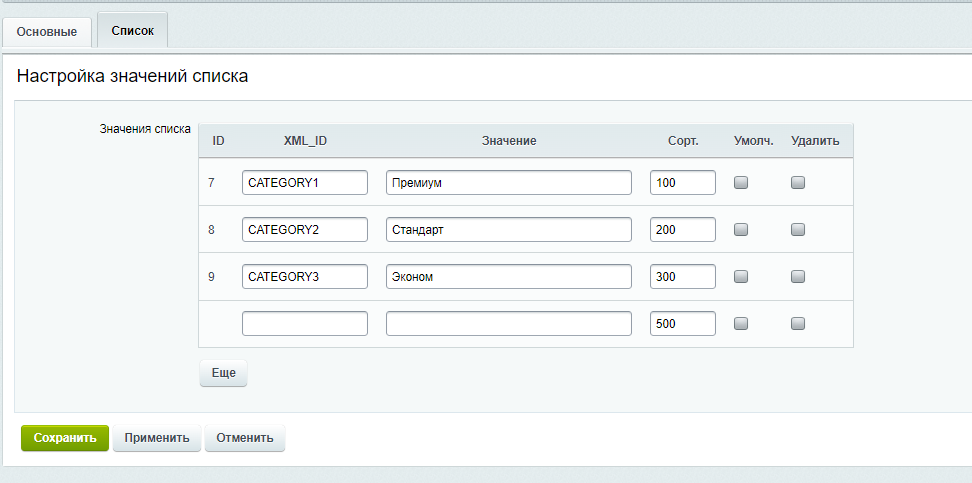 Основные Список
Настройка значений списка
Значения списка
ID XML_ID Значение Сорт. Умолч. Удалить
7 CATEGORY1 Премиум 100
8 CATEGORY2 Стандарт 200
9 CATEGORY3 Эконом 300
500
Еще
Сохранить Применить Отменить